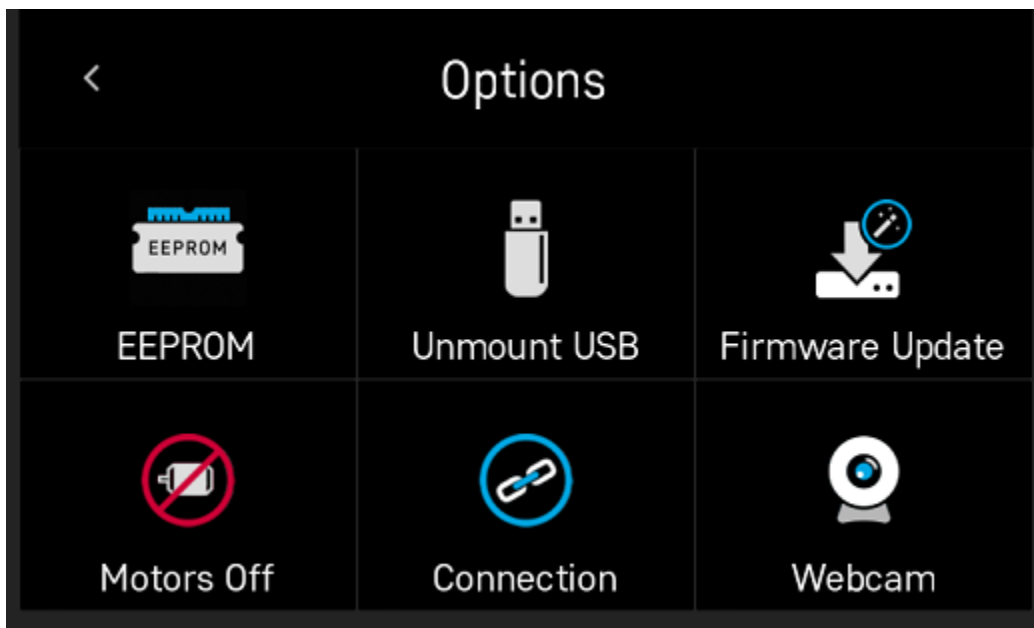 Options
EEPROM
EEPROM
Unmount USB
Firmware Update
Motors Off
Connection
Webcam